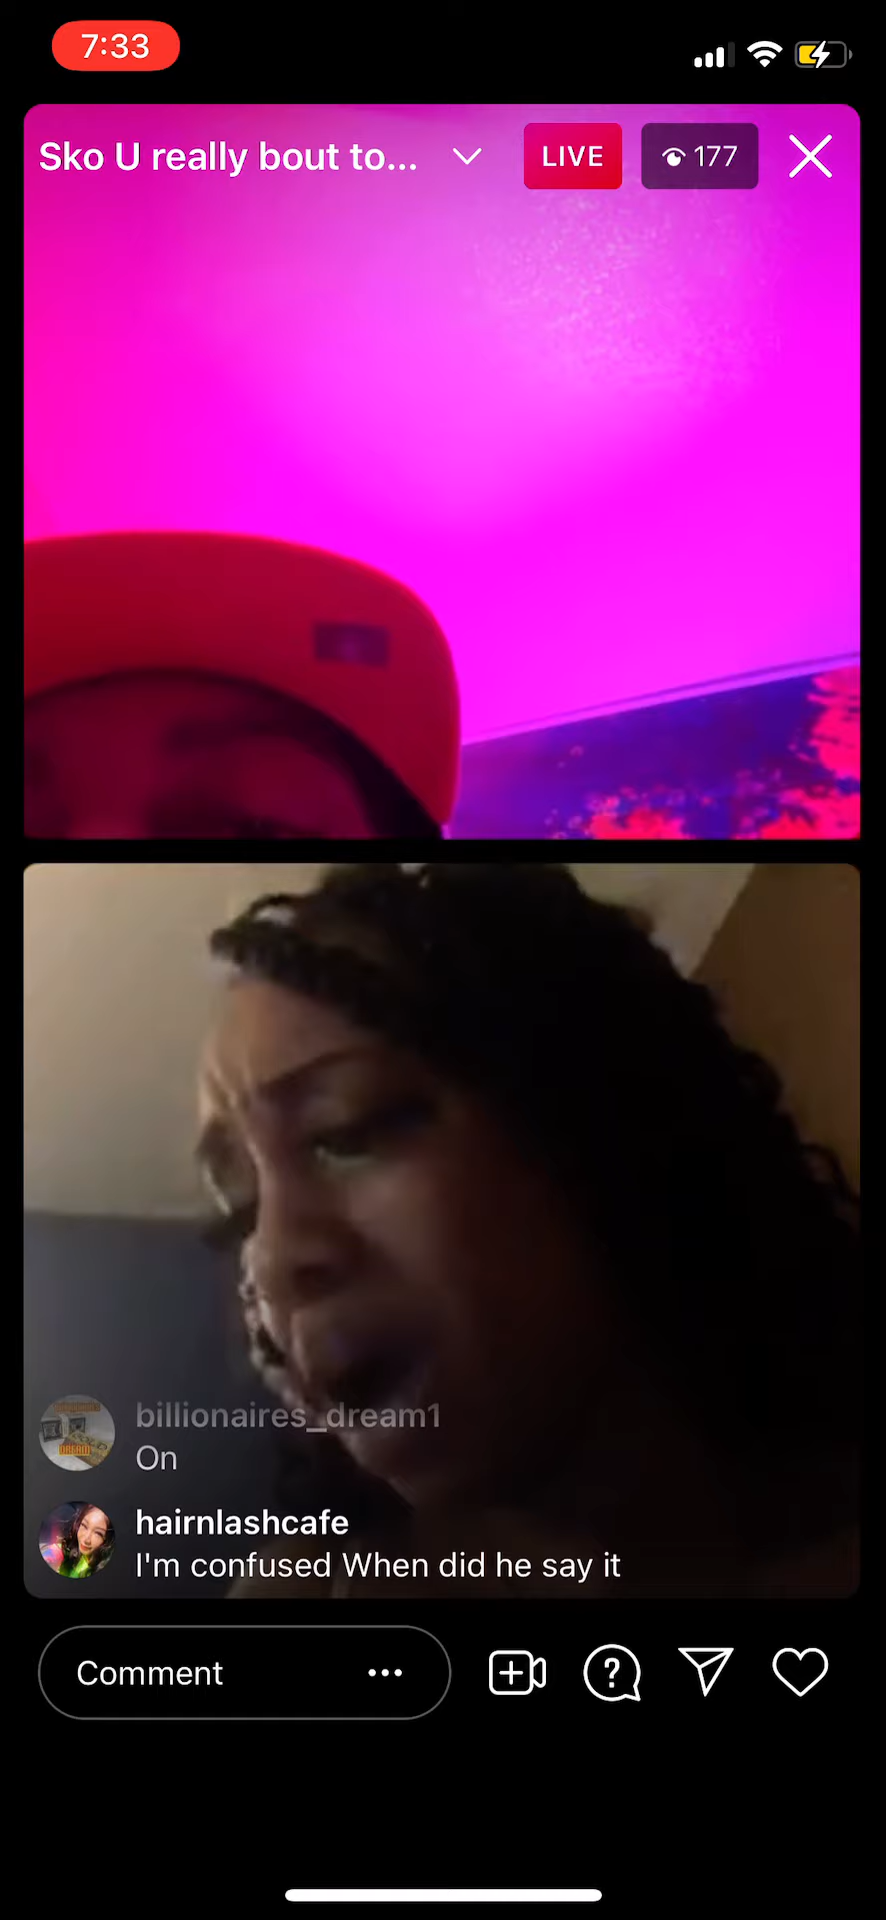 7:33
Sko U really bout to...
LIVE
177
billionaires_dream1
On
hairnlashcafe
I'm confused When did he say it
Comment